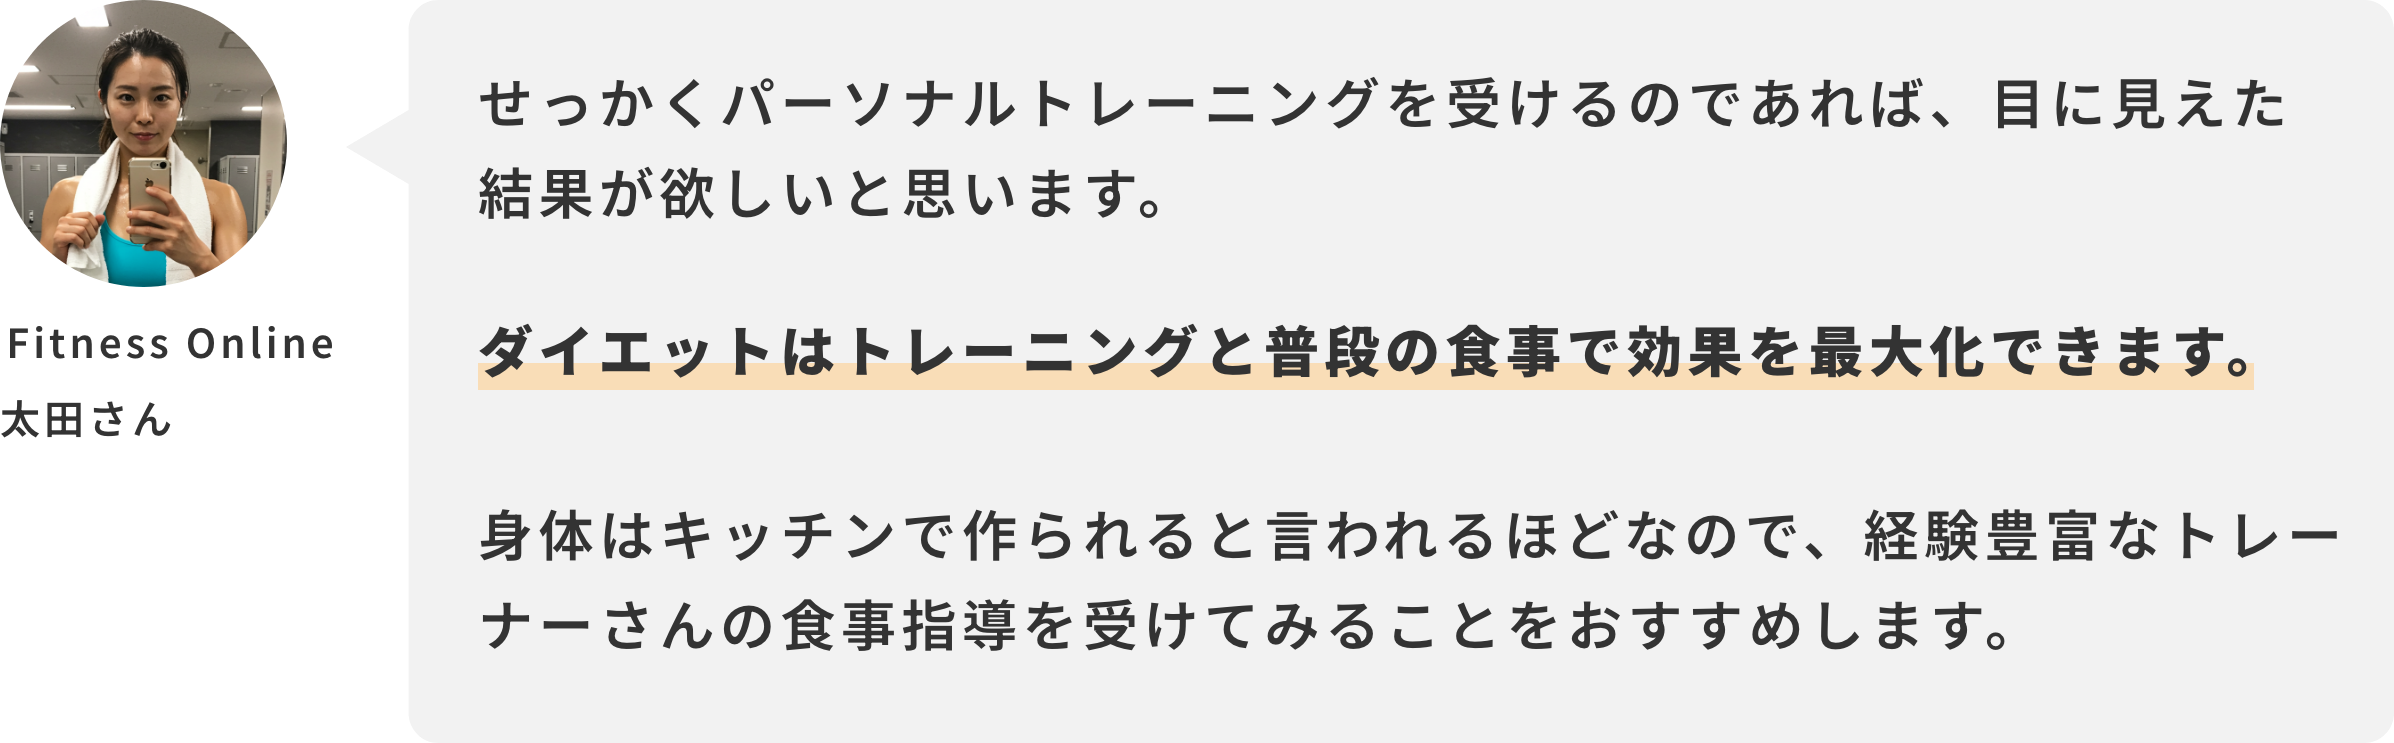 Fitness Online
太田さん
せっかくパーソナルトレーニングを受けるのであれば、目に見えた
結果が欲しいと思います。
ダイエットはトレーニングと普段の食事で効果を最大化できます。
身体はキッチンで作られると言われるほどなので、経験豊富なトレー
ナーさんの食事指導を受けてみることをおすすめします。